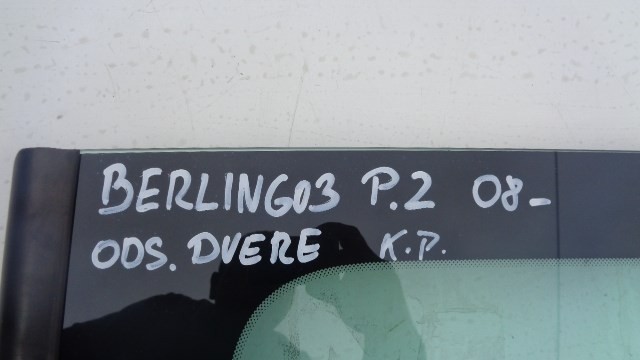 BERLINGO3 P.2 08-
ODS. DVERE K.P.